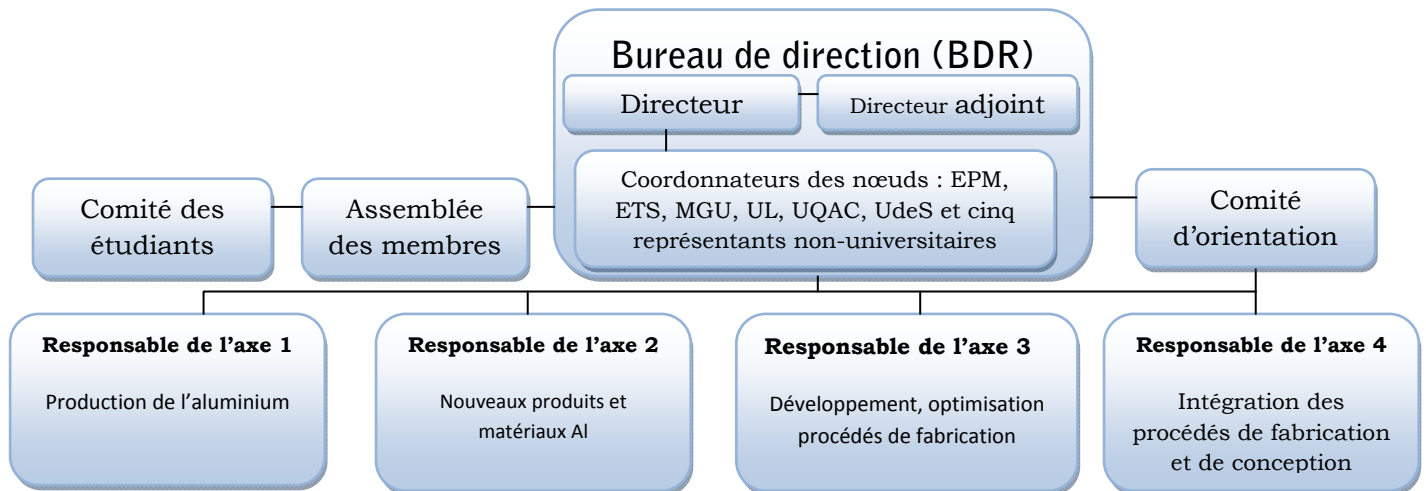 Bureau de direction (BDR)
Directeur
Directeur adjoint
Coordonnateurs des nœuds : EPM,
ETS, MGU, UL, UQAC, UdeS et cinq
représentants non-universitaires
Comité des
étudiants
Assemblée
des membres
Comité
d’orientation
Responsable de l’axe 1
Production de l’aluminium
Responsable de l’axe 2
Nouveaux produits et
matériaux Al
Responsable de l’axe 3
Développement, optimisation
procédés de fabrication
Responsable de l’axe 4
Intégration des
procédés de fabrication
et de conception